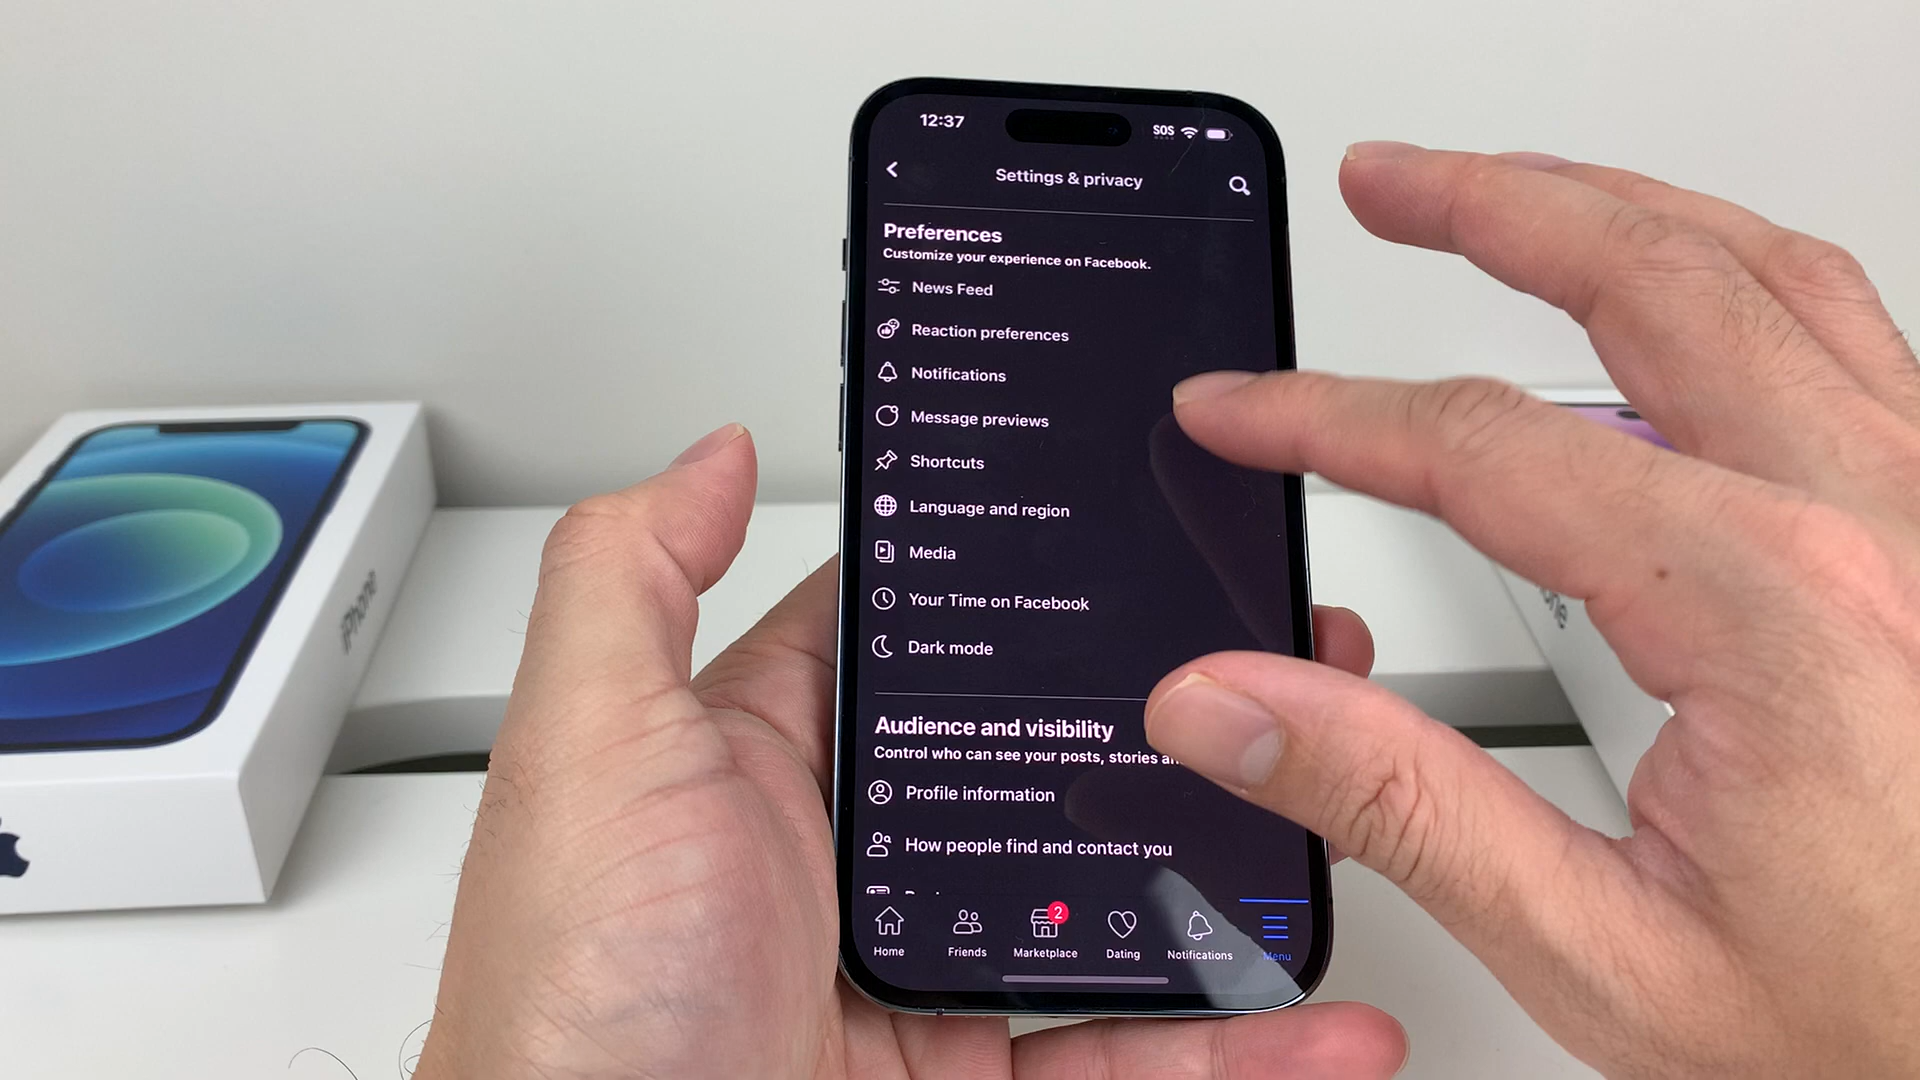 12:37
SOS
Settings & privacy
Preferences
Customize your experience on Facebook.
News Feed
Reaction preferences
Notifications
Message previews
Shortcuts
Language and region
Media
Your Time on Facebook
Dark mode
Audience and visibility
Control who can see your posts, stories
Profile information
How people find and contact you
2
Home
Friends
Marketplace
Dating
Notifications
Menu
iPhone